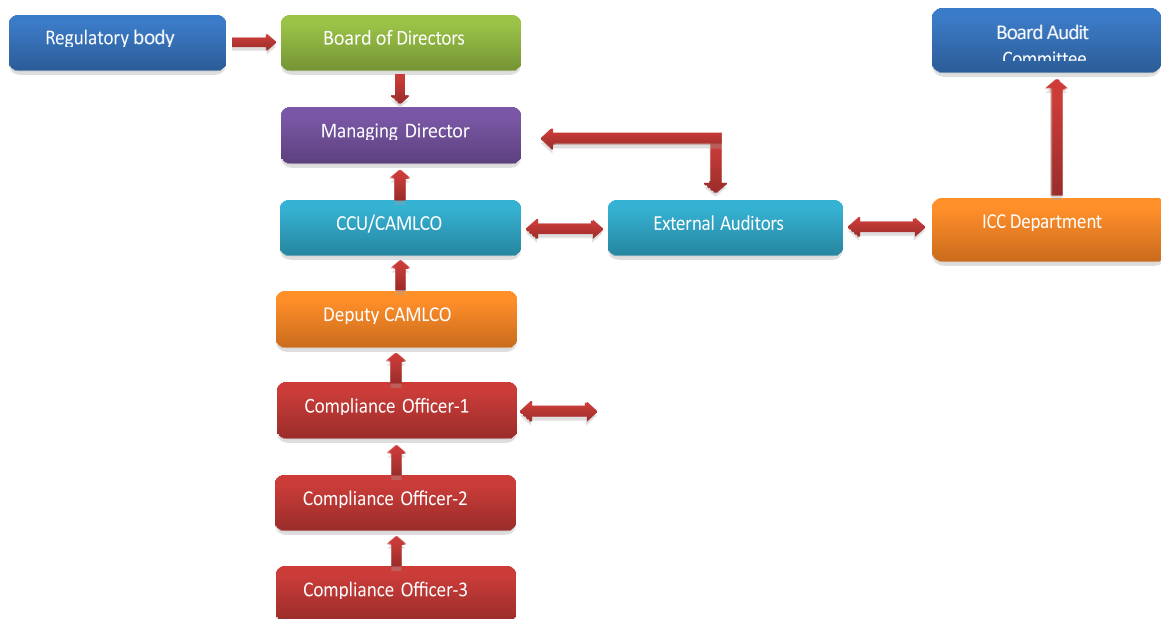 Regulatory body
Board of Directors
Board Audit
Committee
Managing Director
CCU/CAMLCO
External Auditors
ICC Department
Deputy CAMLCO
Compliance Officer-1
Compliance Officer-2
Compliance Officer-3